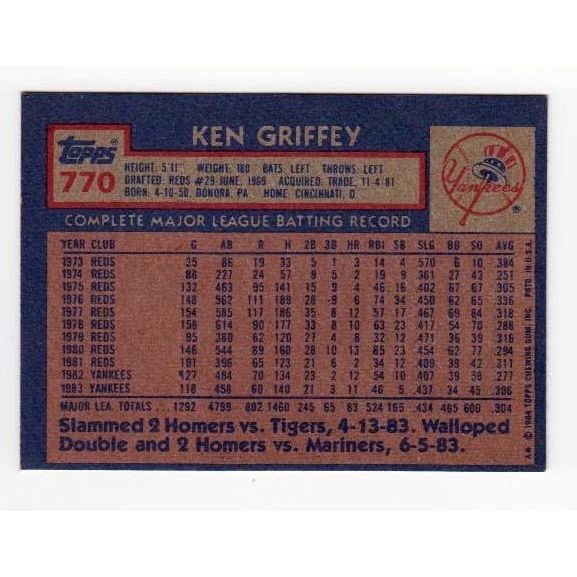 KEN GRIFFEY
Topps
770
HEIGHT: 5'11" WEIGHT: 180 BATS: LEFT THROWS: LEFT
DRAFTED: REDS #29-JUNE, 1969 ACQUIRED: TRADE, 11-4-81
BORN: 4-10-50, DONORA, PA. HOME: CINCINNATI, O.
Yankees
®
COMPLETE MAJOR LEAGUE BATTING RECORD
YEAR CLUB G AB R H 2B 3B HR RBI SB SLG BB SO AVG
1973 REDS 25 86 19 33 5 1 3 14 4 .570 6 10 .384
1974 REDS 88 227 24 57 9 5 2 19 9 .361 27 43 .251
1975 REDS 132 463 95 141 15 9 4 46 16 .402 67 67 .305
1976 REDS 148 562 111 189 28 9 6 74 34 .450 62 65 .336
1977 REDS 154 585 117 186 35 8 12 57 17 .467 69 84 .318
1978 REDS 158 614 90 177 33 8 10 63 23 .417 54 70 .288
1979 REDS 95 380 62 120 27 4 8 32 12 .471 36 39 .316
1980 REDS 146 544 89 160 28 10 13 85 23 .454 62 77 .294
1981 REDS 101 396 65 123 21 6 2 34 12 .409 39 42 .311
1982 YANKEES 127 484 70 134 23 2 12 54 10 .407 39 58 .277
1983 YANKEES 118 458 60 140 21 3 11 46 6 .437 34 45 .306
MAJOR LEA. TOTALS 1292 4799 802 1460 245 65 83 524 165 .434 495 600 .304
Slammed 2 Homers vs. Tigers, 4-13-83. Walloped
Double and 2 Homers vs. Mariners, 6-5-83.
A* © 1984 TOPPS CHEWING GUM, INC. PRTD. IN U.S.A.